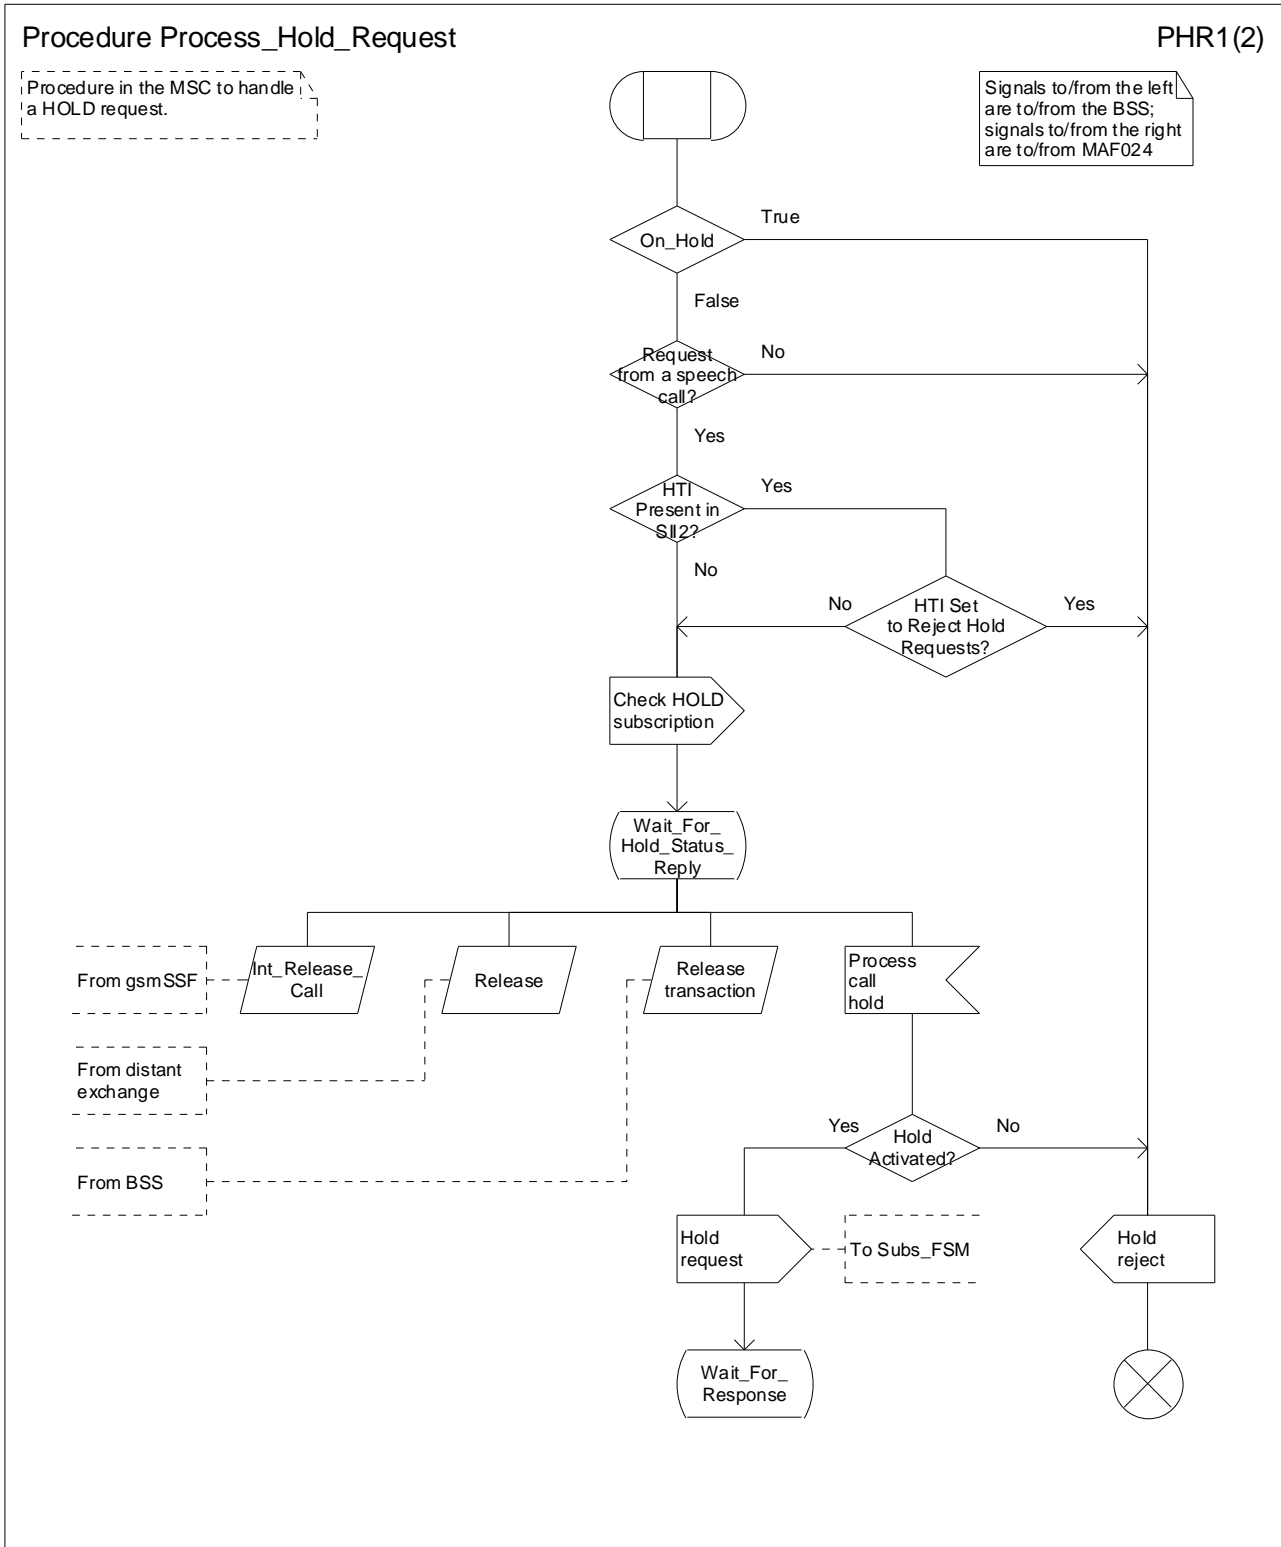 Procedure Process_Hold_Request
PHR1(2)
Procedure in the MSC to handle
a HOLD request.
Signals to/from the left
are to/from the BSS;
signals to/from the right
are to/from MAF024
On_Hold
True
False
Request
from a speech
call?
No
Yes
HTI
Present in
SII2?
Yes
No
HTI Set
to Reject Hold
Requests?
No
Yes
Check HOLD
subscription
Wait_For_
Hold_Status_
Reply
From gsmSSF
Int_Release_
Call
Release
Release
transaction
Process
call
hold
From distant
exchange
From BSS
Hold
Activated?
Yes
No
Hold
request
To Subs_FSM
Hold
reject
Wait_For_
Response